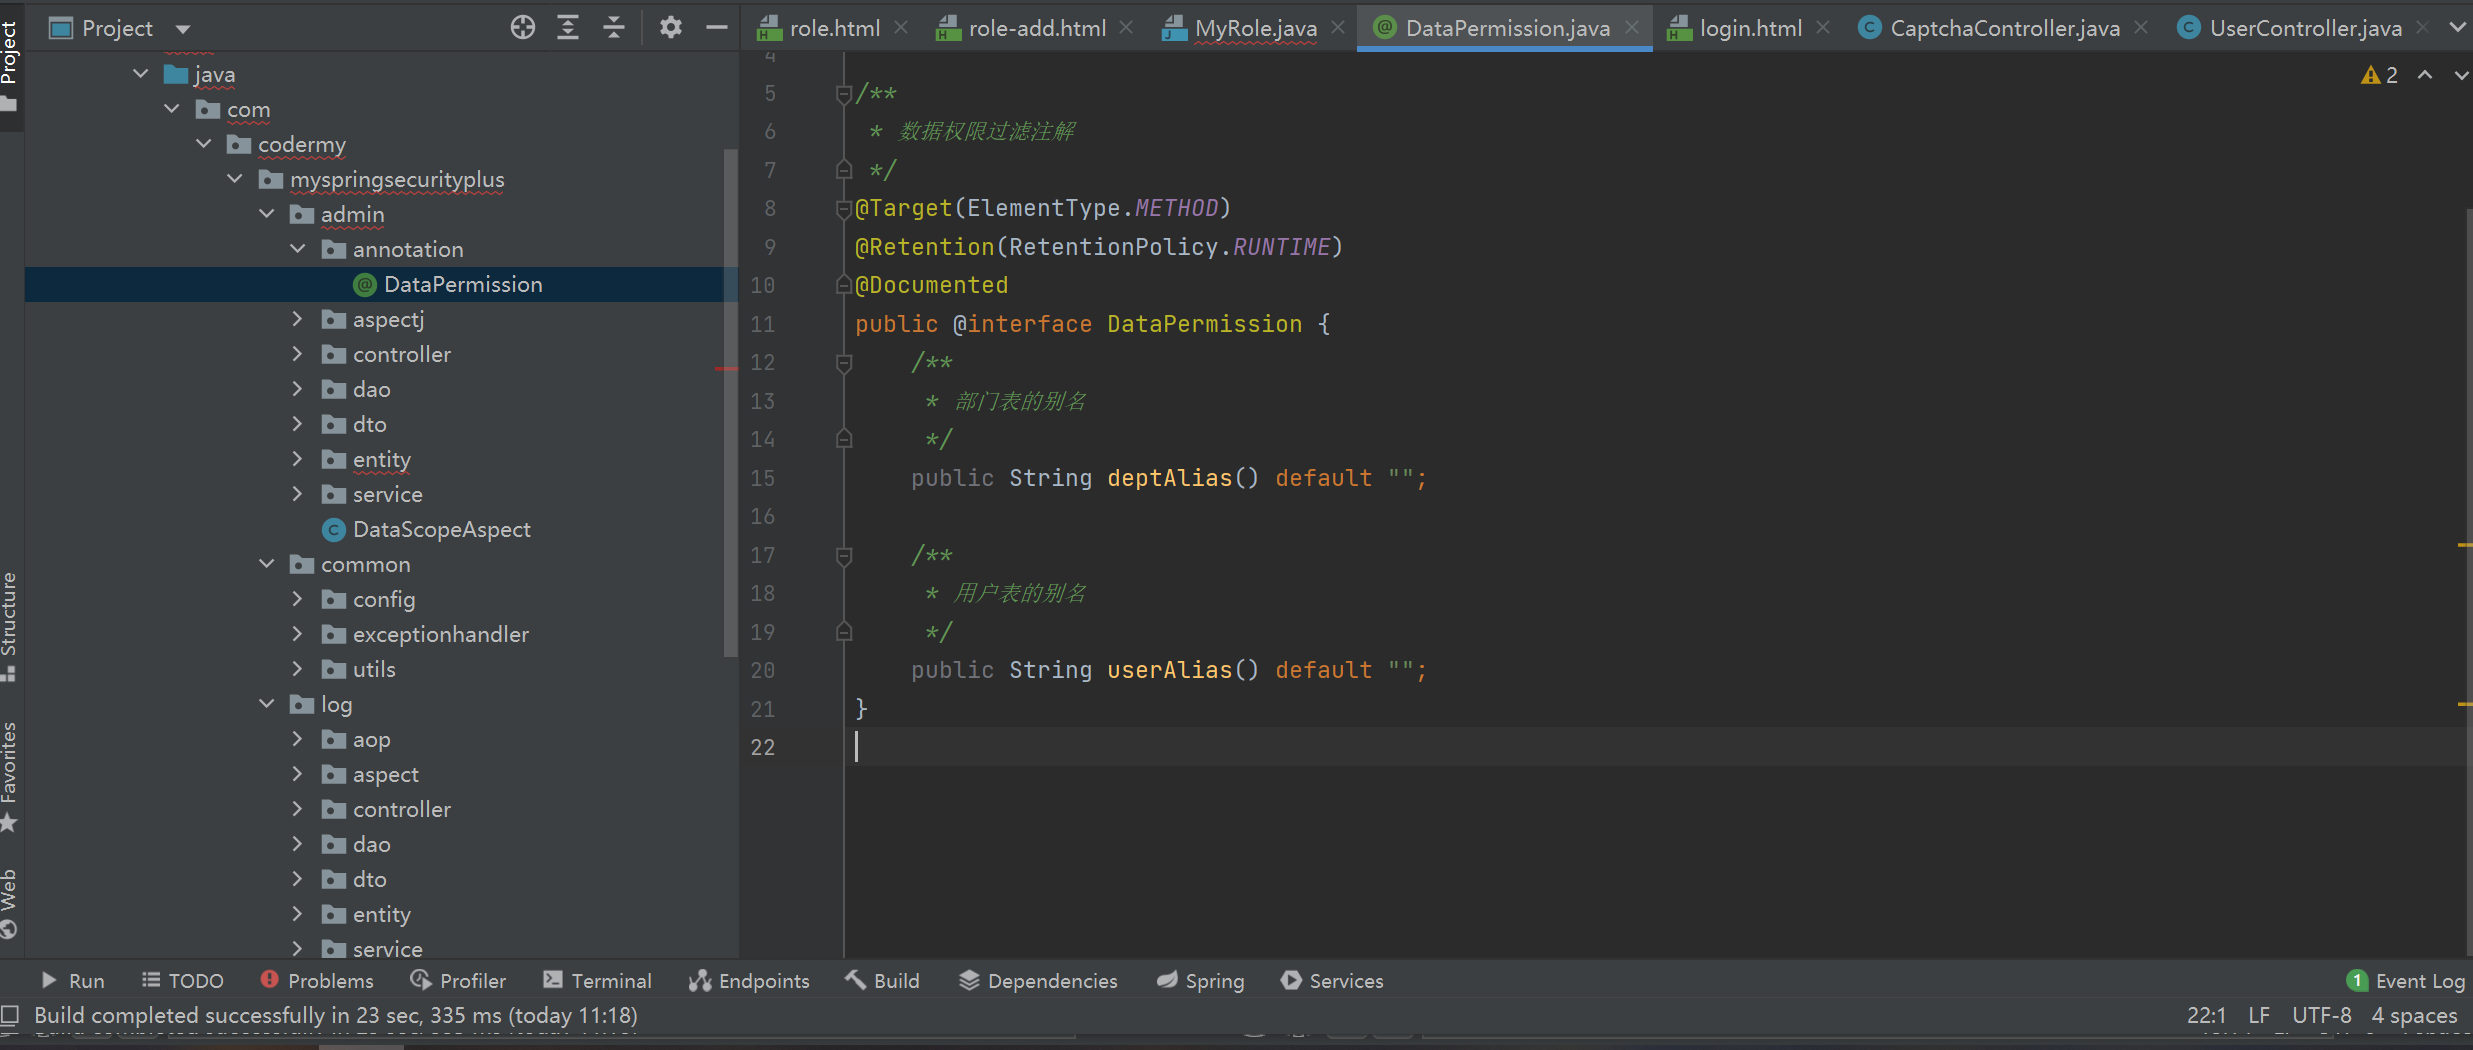 Project
role.html
role-add.html
MyRole.java
DataPermission.java
login.html
CaptchaController.java
UserController.java
Project
Structure
Favorites
Web
java
com
codermy
myspringsecurityplus
admin
annotation
DataPermission
aspectj
controller
dao
dto
entity
service
DataScopeAspect
common
config
exceptionhandler
utils
log
aop
aspect
controller
dao
dto
entity
service
2
4
5 /**
6 * 数据权限过滤注解
7 */
8 @Target(ElementType.METHOD)
9 @Retention(RetentionPolicy.RUNTIME)
10 @Documented
11 public @interface DataPermission {
12 /**
13 * 部门表的别名
14 */
15 public String deptAlias() default "";
16
17 /**
18 * 用户表的别名
19 */
20 public String userAlias() default "";
21 }
22
Run TODO Problems Profiler Terminal Endpoints Build Dependencies Spring Services 1 Event Log
Build completed successfully in 23 sec, 335 ms (today 11:18) 22:1 LF UTF-8 4 spaces